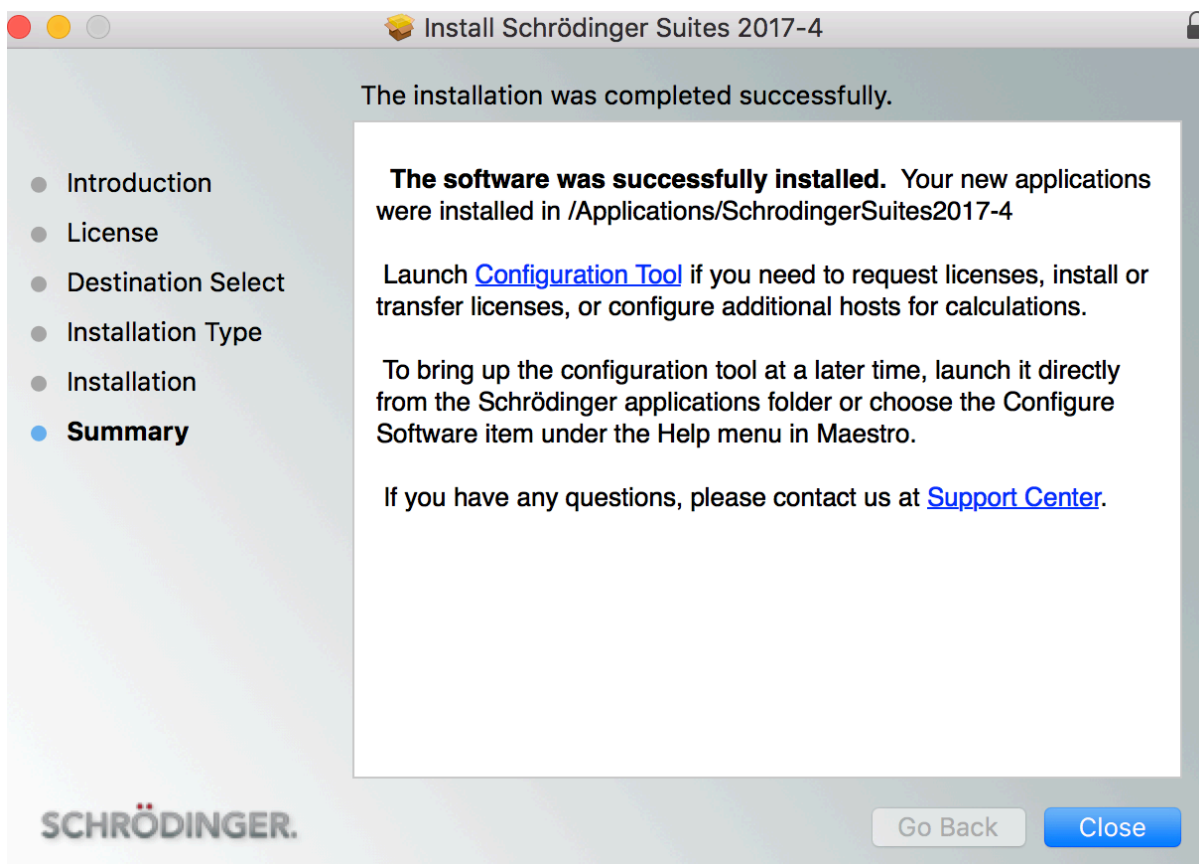 Install Schrödinger Suites 2017-4
The installation was completed successfully.
Introduction
License
Destination Select
Installation Type
Installation
Summary
The software was successfully installed. Your new applications
were installed in /Applications/SchrodingerSuites2017-4
Launch Configuration Tool if you need to request licenses, install or
transfer licenses, or configure additional hosts for calculations.
To bring up the configuration tool at a later time, launch it directly
from the Schrödinger applications folder or choose the Configure
Software item under the Help menu in Maestro.
If you have any questions, please contact us at Support Center.
SCHRÖDINGER.
Go Back
Close